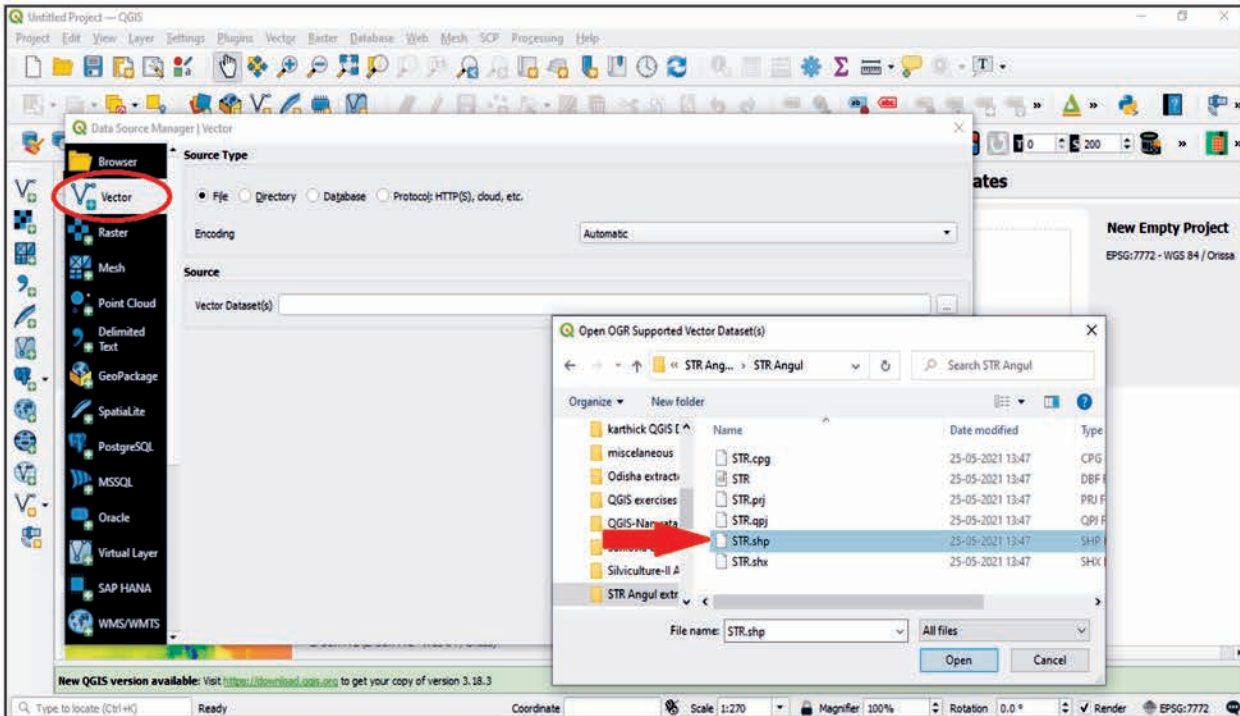 Untitled Project — QGIS
Project Edit View Layer Settings Plugins Vector Raster Database Web Mesh SCP Processing Help
Data Source Manager | Vector
T 0 S 200
Browser
Source Type
Vector
File Directory Database Protocol: HTTP(S), cloud, etc.
ates
Raster
Encoding Automatic
New Empty Project
EPSG:7772 - WGS 84 / Orissa
Mesh
Source
Point Cloud
Vector Dataset(s) ...
Delimited
Text
Open OGR Supported Vector Dataset(s)
« STR Ang... › STR Angul
Search STR Angul
GeoPackage
Organize New folder
SpatiaLite
karthick QGIS Name Date modified Type
PostgreSQL
miscelaneous STR.cpg 25-05-2021 13:47 CPG
Odisha extract STR 25-05-2021 13:47 DBF
MSSQL
QGIS exercises STR.prj 25-05-2021 13:47 PRJ F
STR.qpj 25-05-2021 13:47 QPJ F
Oracle
STR.shp 25-05-2021 13:47 SHP
Virtual Layer
Silviculture-II A STR.shx 25-05-2021 13:47 SHX
SAP HANA
STR Angul extr
WMS/WMTS
File name: STR.shp All files
Open Cancel
New QGIS version available: Visit https://download.qgis.org to get your copy of version 3.18.3
Type to locate (Ctrl+K) Ready Coordinate Scale 1:270 Magnifier 100% Rotation 0.0 ° Render EPSG:7772